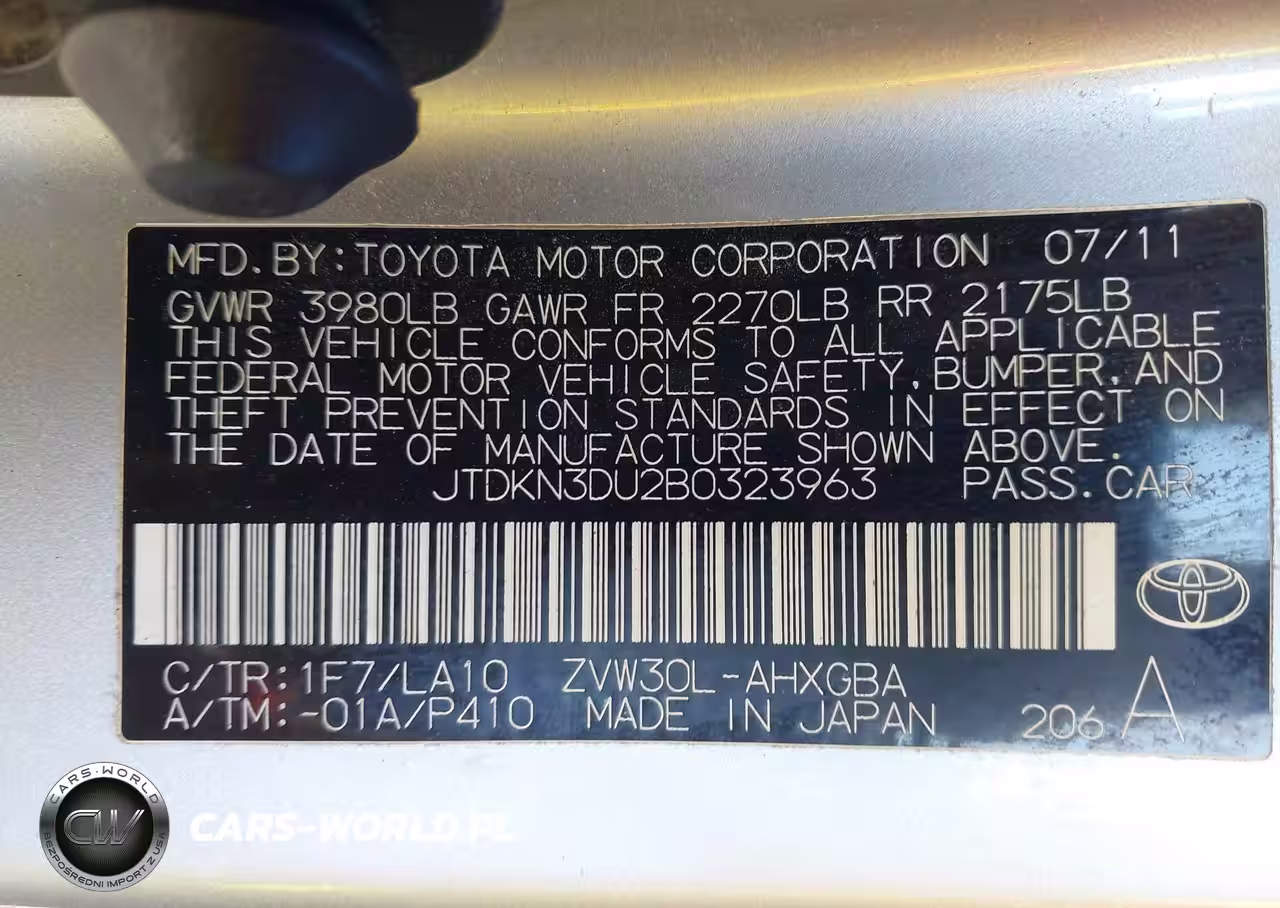 MFD. BY: TOYOTA MOTOR CORPORATION 07/11
GVWR 3980LB GAWR FR 2270LB RR 2175LB
THIS VEHICLE CONFORMS TO ALL APPLICABLE
FEDERAL MOTOR VEHICLE SAFETY, BUMPER, AND
THEFT PREVENTION STANDARDS IN EFFECT ON
THE DATE OF MANUFACTURE SHOWN ABOVE.
JTDKN3DU2B0323963 PASS. CAR
C/TR: 1F7/LA10 ZVW30L-AHXGBA
A/TM: -01A/P410 MADE IN JAPAN 206 A
CARS-WORLD
CW
BEZPOŚREDNI IMPORT Z USA
CARS-WORLD.PL